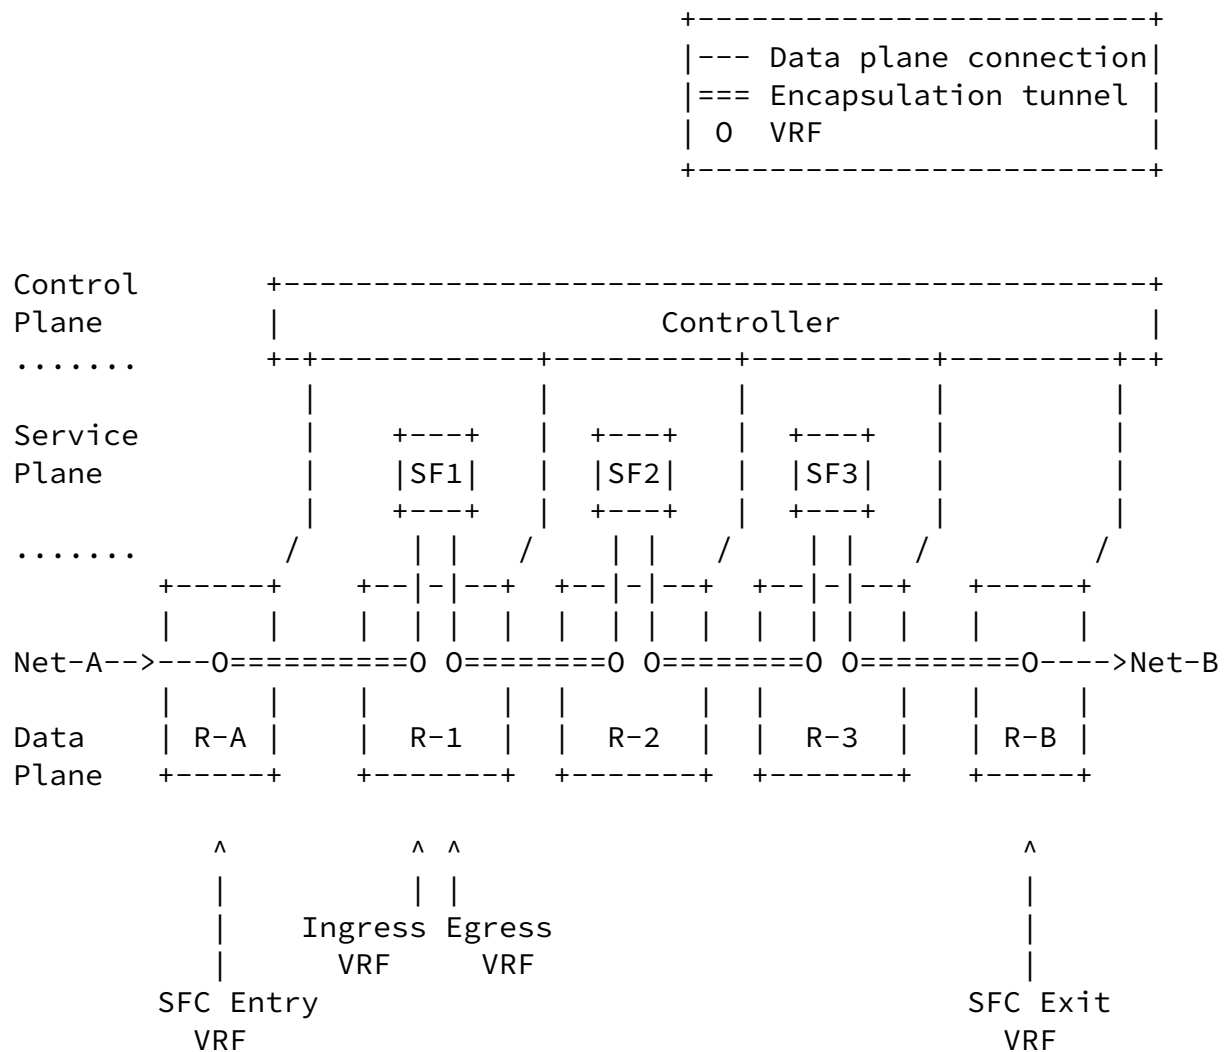 +-------------------------+
|--- Data plane connection|
|=== Encapsulation tunnel |
| O  VRF                  |
+-------------------------+
Control       +------------------------------------------------+
Plane         |                     Controller                 |
.......       +-+------------+----------+----------+---------+-+
                |            |          |          |         |
Service         |    +---+   |  +---+   |  +---+   |         |
Plane           |    |SF1|   |  |SF2|   |  |SF3|   |         |
                |    +---+   |  +---+   |  +---+   |         |
.......        /      | |   /    | |   /    | |   /         /
        +-----+    +--|-|--+  +--|-|--+  +--|-|--+   +-----+
        |     |    |  | |  |  |  | |  |  |  | |  |   |     |
Net-A-->---O==========O O========O O========O O=========O---->Net-B
        |     |    |       |  |       |  |       |   |     |
Data    | R-A |    |  R-1  |  |  R-2  |  |  R-3  |   | R-B |
Plane   +-----+    +-------+  +-------+  +-------+   +-----+
           ^          ^ ^                               ^
           |          | |                               |
           |    Ingress Egress                          |
           |      VRF     VRF                           |
        SFC Entry                                    SFC Exit
          VRF                                          VRF